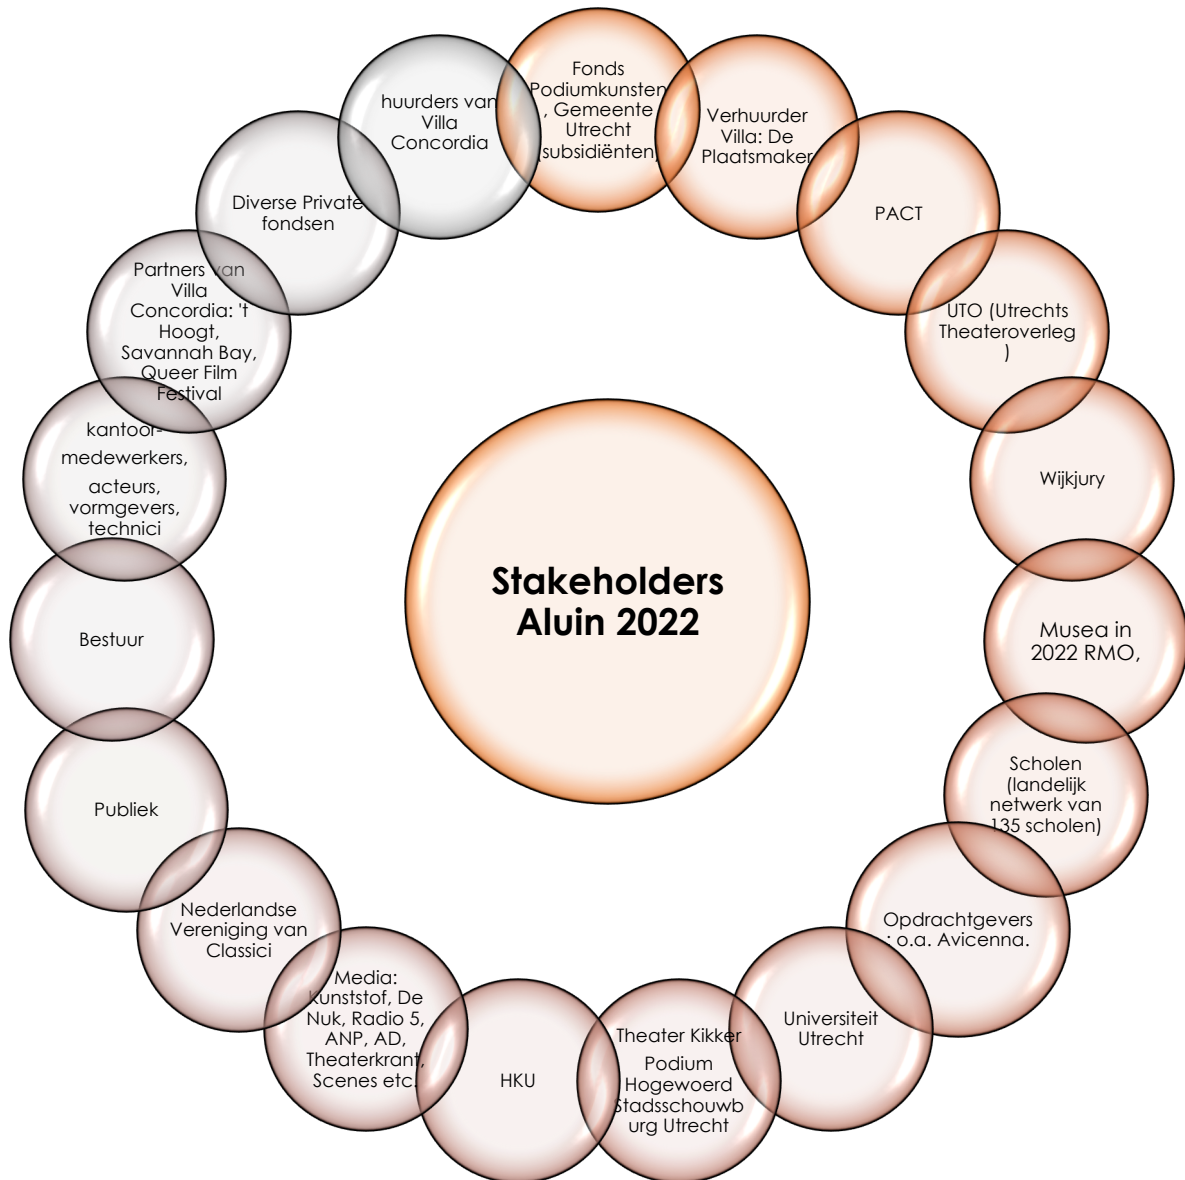 Fonds
Podiumkunsten
, Gemeente
Utrecht
(subsidiënten)
Verhuurder
Villa: De
Plaatsmaker
PACT
UTO (Utrechts
Theateroverleg
)
Wijkjury
Musea in
2022 RMO,
Scholen
(landelijk
netwerk van
135 scholen)
Opdrachtgevers
: o.a. Avicenna.
Universiteit
Utrecht
Theater Kikker
Podium
Hogewoerd
Stadsschouwb
urg Utrecht
HKU
Media:
Kunststof, De
Nuk, Radio 5,
ANP, AD,
Theaterkrant,
Scenes etc.
Nederlandse
Vereniging van
Classici
Publiek
Bestuur
kantoor-
medewerkers,
acteurs,
vormgevers,
technici
Partners van
Villa
Concordia: 't
Hoogt,
Savannah Bay,
Queer Film
Festival
Diverse Private
fondsen
huurders van
Villa
Concordia
Stakeholders
Aluin 2022